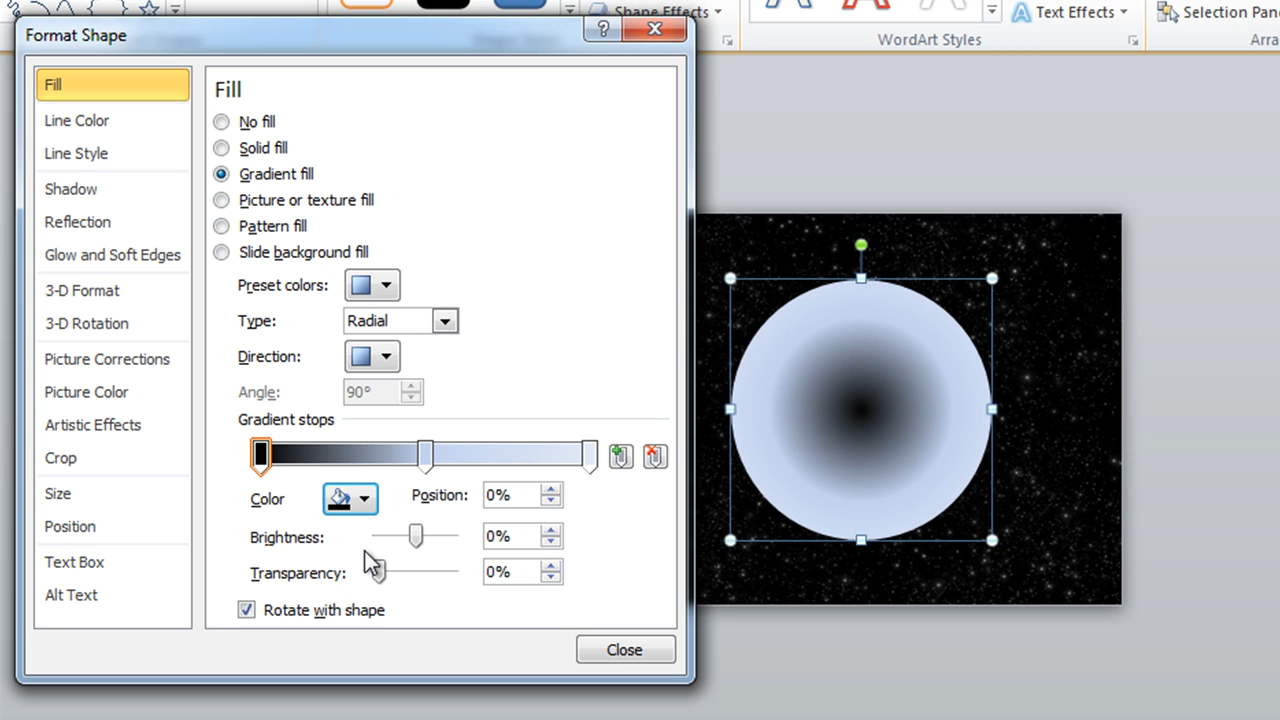 Format Shape
Shape Effects
Text Effects
Selection Pan
WordArt Styles
Arra
Fill
Line Color
Line Style
Shadow
Reflection
Glow and Soft Edges
3-D Format
3-D Rotation
Picture Corrections
Picture Color
Artistic Effects
Crop
Size
Position
Text Box
Alt Text
Fill
No fill
Solid fill
Gradient fill
Picture or texture fill
Pattern fill
Slide background fill
Preset colors:
Type: Radial
Direction:
Angle: 90°
Gradient stops
Color Position: 0%
Brightness: 0%
Transparency: 0%
Rotate with shape
Close